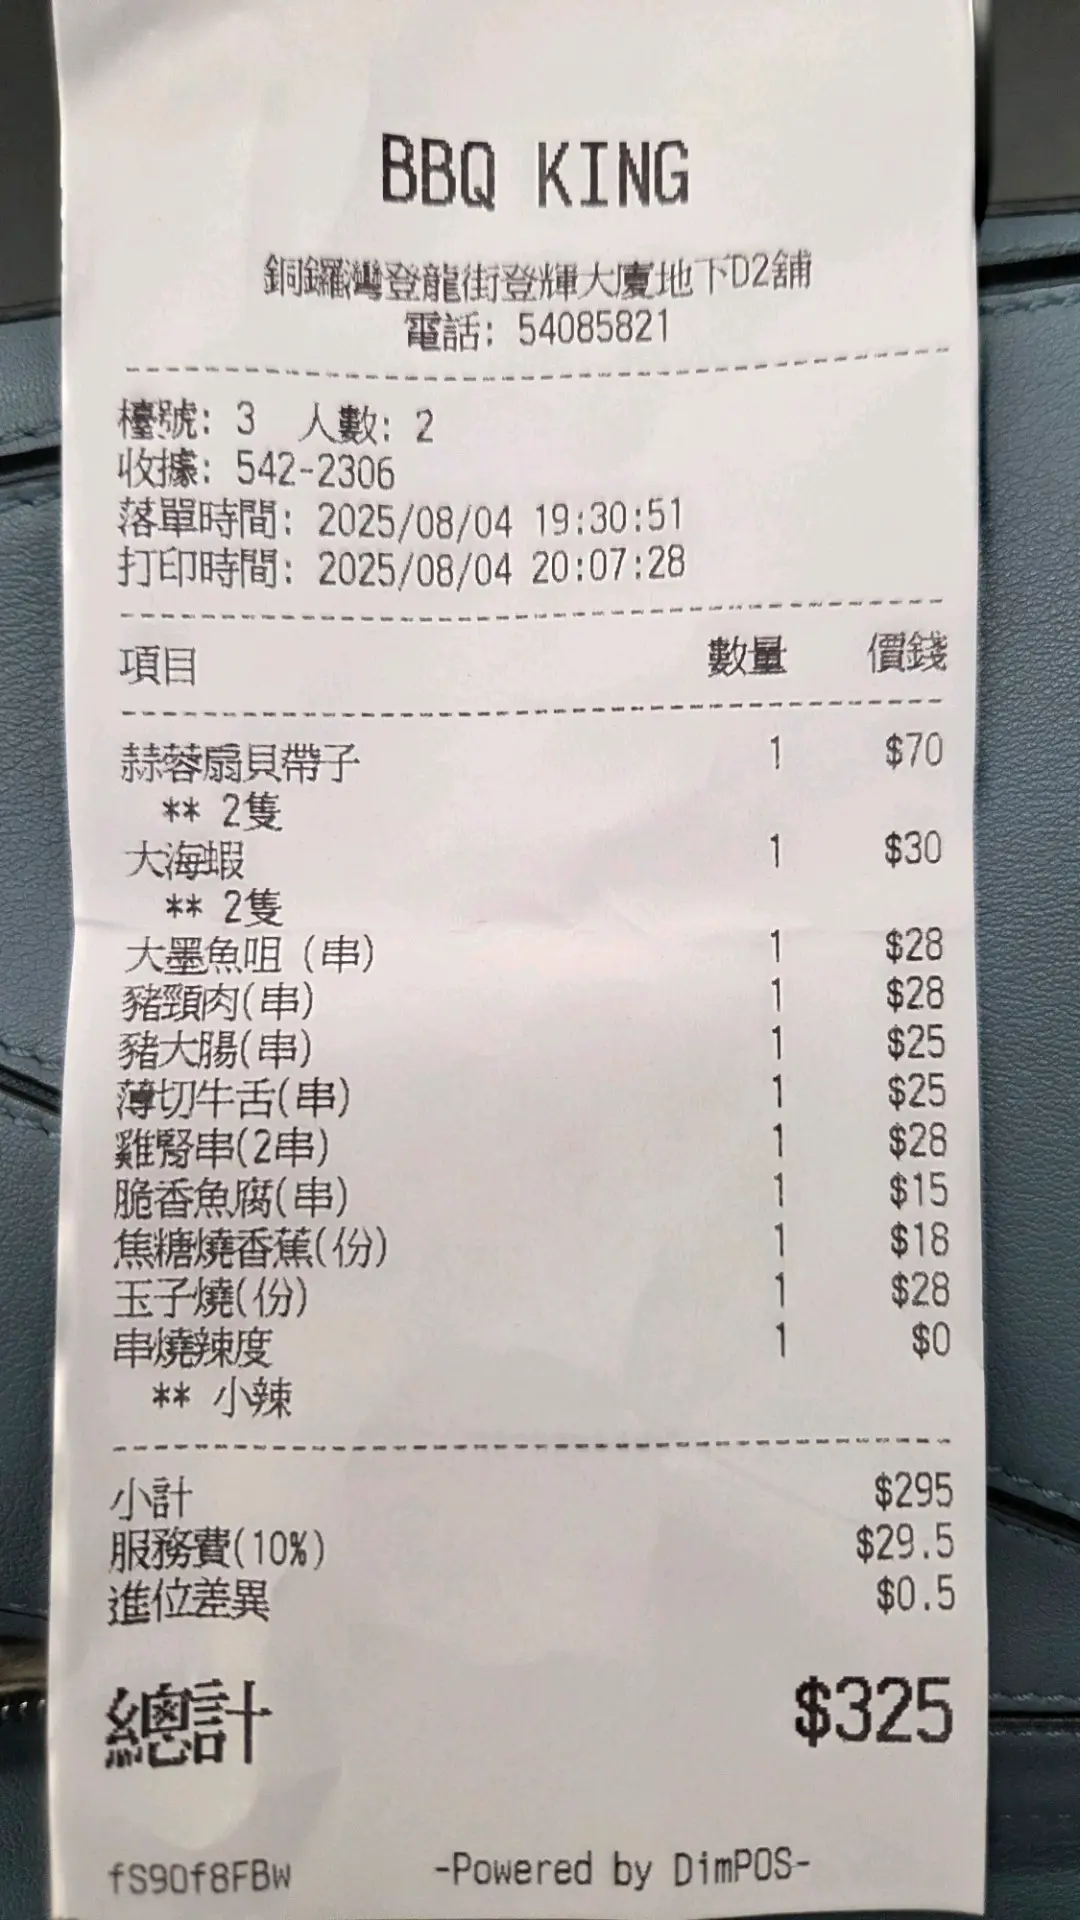 BBQ KING
銅鑼灣登龍街登輝大廈地下D2舖
電話: 54085821
檯號: 3 人數: 2
收據: 542-2306
落單時間: 2025/08/04 19:30:51
打印時間: 2025/08/04 20:07:28
項目 數量 價錢
蒜蓉扇貝帶子 1 $70
** 2隻
大海蝦 1 $30
** 2隻
大墨魚咀 (串) 1 $28
豬頸肉(串) 1 $28
豬大腸(串) 1 $25
薄切牛舌(串) 1 $25
雞腎串(2串) 1 $28
脆香魚腐(串) 1 $15
焦糖燒香蕉(份) 1 $18
玉子燒(份) 1 $28
串燒辣度 1 $0
** 小辣
小計 $295
服務費(10%) $29.5
進位差異 $0.5
總計 $325
fS90f8FBw -Powered by DimPOS-